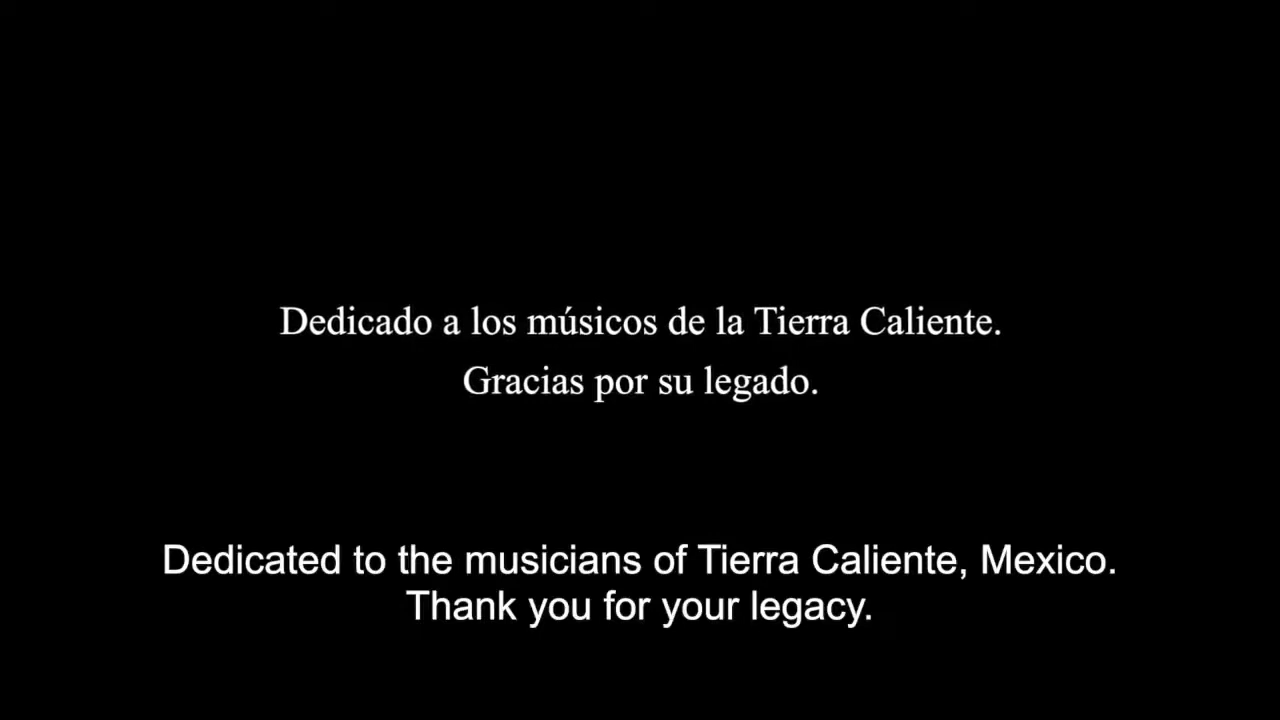 Dedicado a los músicos de la Tierra Caliente.
Gracias por su legado.
Dedicated to the musicians of Tierra Caliente, Mexico.
Thank you for your legacy.